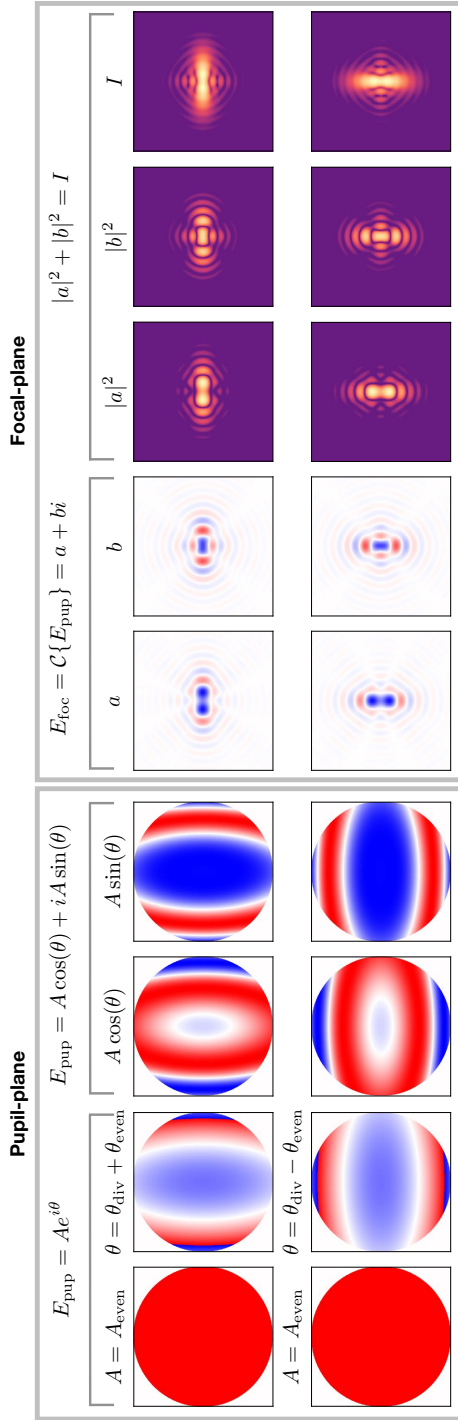 Pupil-plane
Focal-plane
E_pup = Ae^{iθ}
E_pup = A cos(θ) + iA sin(θ)
E_foc = 𝒞{E_pup} = a + bi
|a|² + |b|² = I
A = A_even
θ = θ_div + θ_even
A cos(θ)
A sin(θ)
a
b
|a|²
|b|²
I
A = A_even
θ = θ_div − θ_even